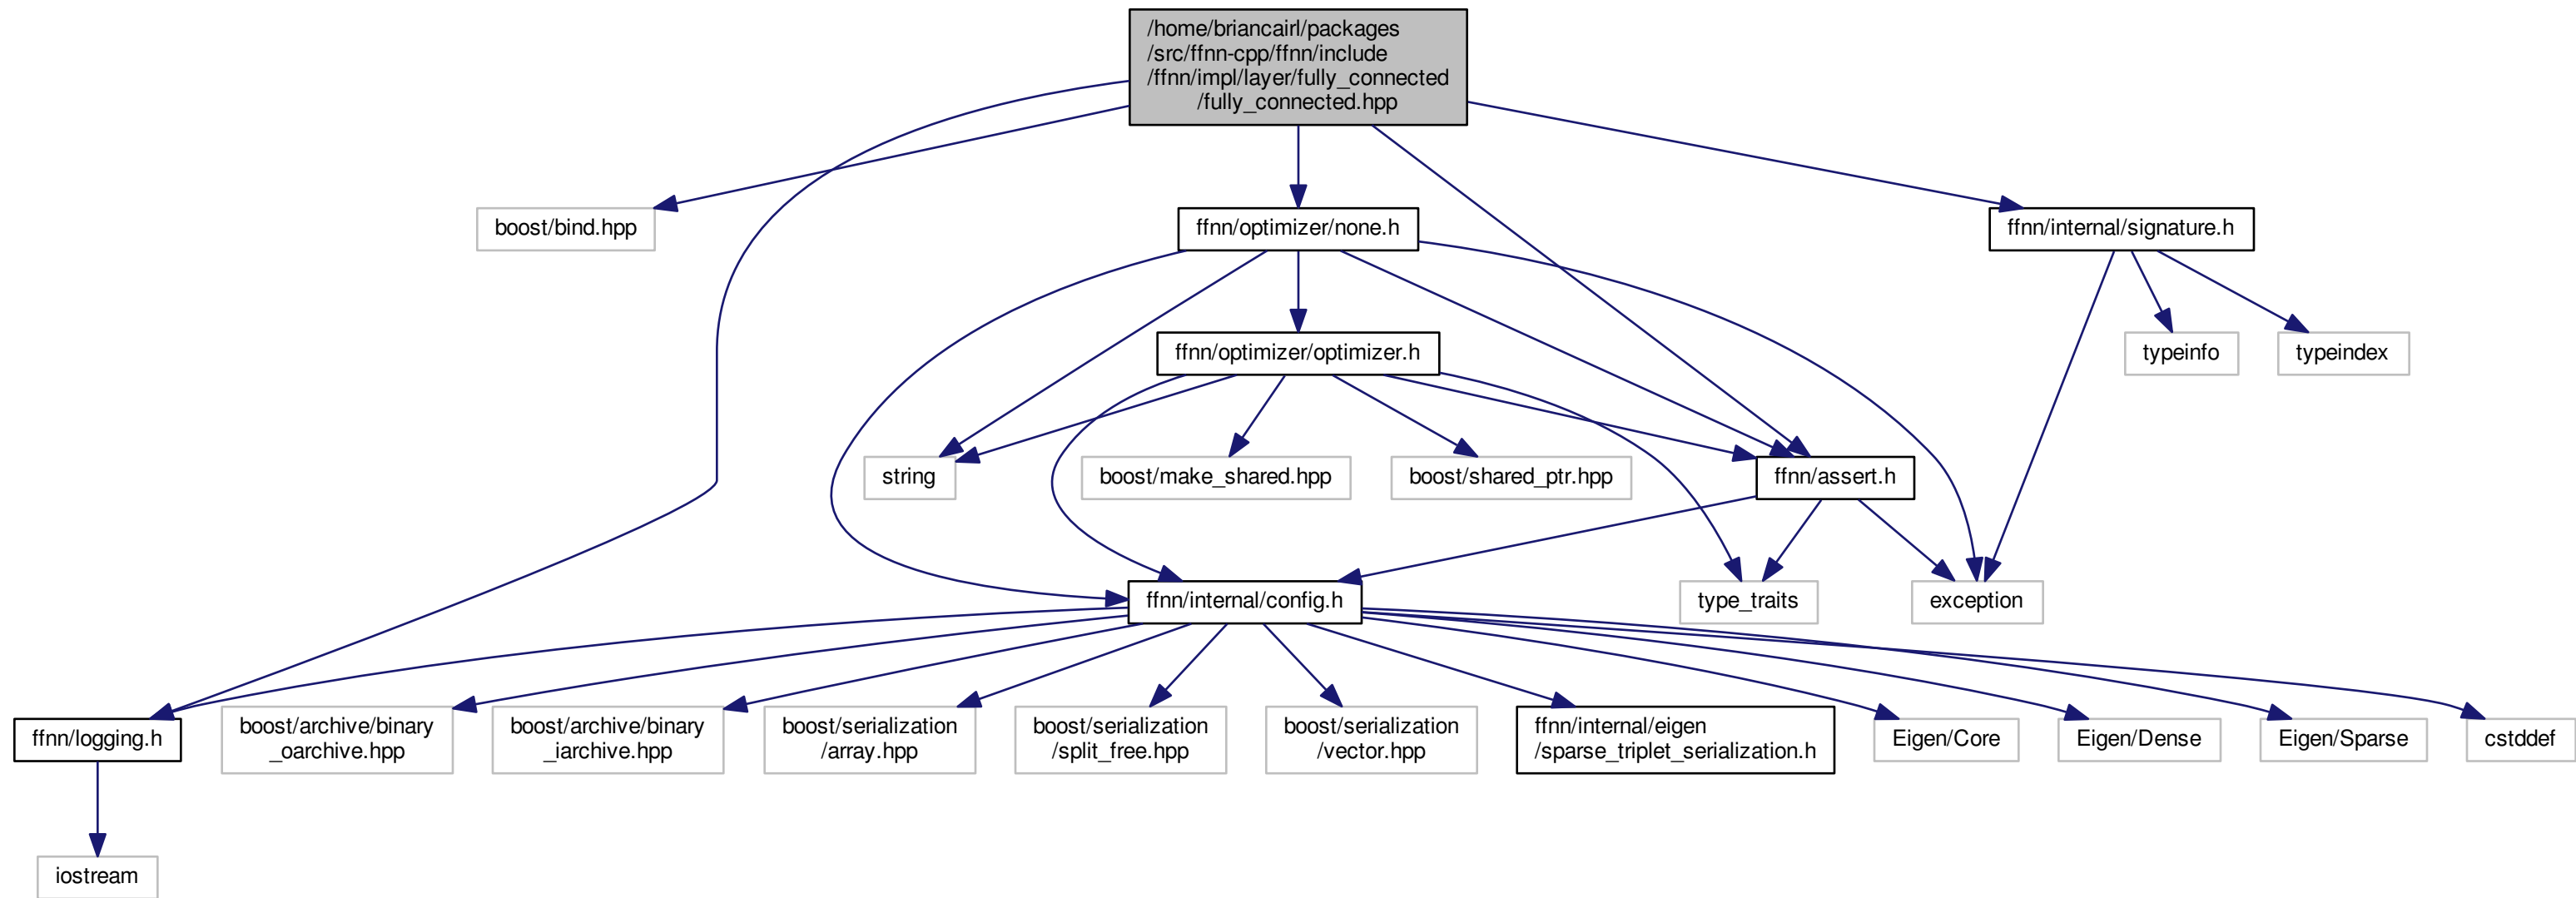 /home/briancairl/packages
/src/ffnn-cpp/ffnn/include
/ffnn/impl/layer/fully_connected
/fully_connected.hpp
boost/bind.hpp
ffnn/optimizer/none.h
ffnn/internal/signature.h
ffnn/optimizer/optimizer.h
typeinfo
typeindex
string
boost/make_shared.hpp
boost/shared_ptr.hpp
ffnn/assert.h
ffnn/internal/config.h
type_traits
exception
ffnn/logging.h
boost/archive/binary
_oarchive.hpp
boost/archive/binary
_iarchive.hpp
boost/serialization
/array.hpp
boost/serialization
/split_free.hpp
boost/serialization
/vector.hpp
ffnn/internal/eigen
/sparse_triplet_serialization.h
Eigen/Core
Eigen/Dense
Eigen/Sparse
cstddef
iostream